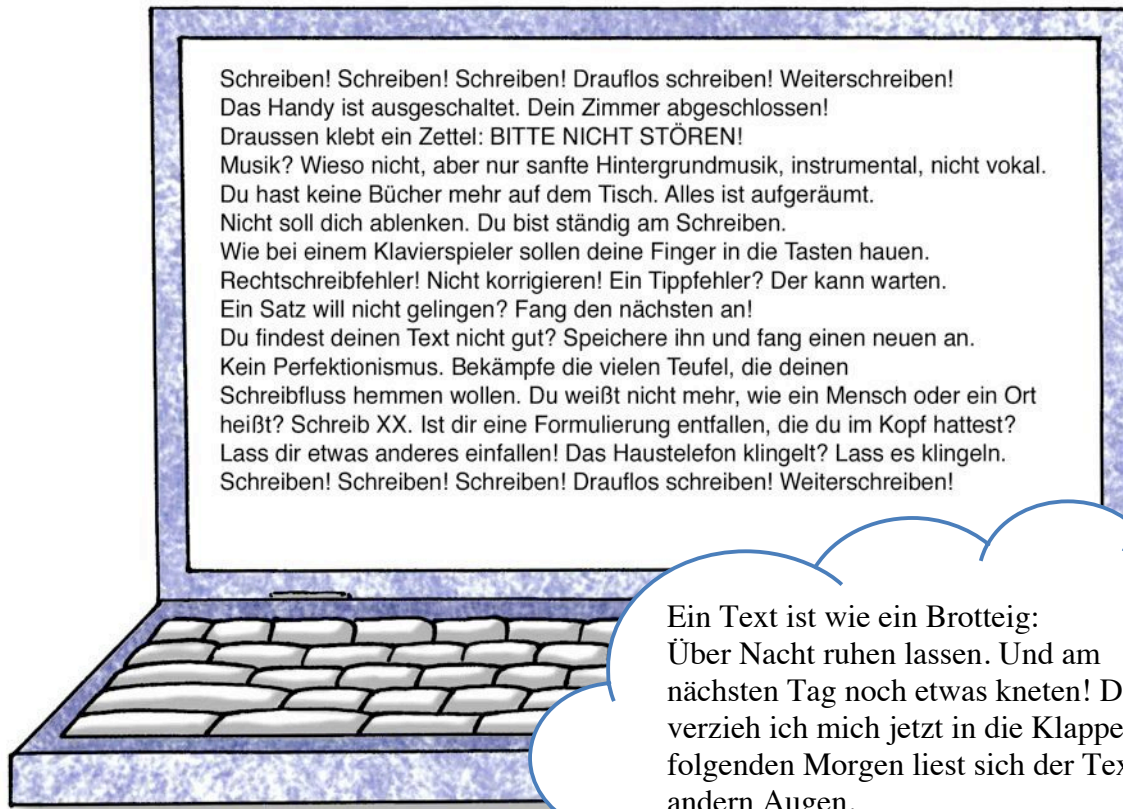 Schreiben! Schreiben! Schreiben! Drauflos schreiben! Weiterschreiben!
Das Handy ist ausgeschaltet. Dein Zimmer abgeschlossen!
Draussen klebt ein Zettel: BITTE NICHT STÖREN!
Musik? Wieso nicht, aber nur sanfte Hintergrundmusik, instrumental, nicht vokal.
Du hast keine Bücher mehr auf dem Tisch. Alles ist aufgeräumt.
Nicht soll dich ablenken. Du bist ständig am Schreiben.
Wie bei einem Klavierspieler sollen deine Finger in die Tasten hauen.
Rechtschreibfehler! Nicht korrigieren! Ein Tippfehler? Der kann warten.
Ein Satz will nicht gelingen? Fang den nächsten an!
Du findest deinen Text nicht gut? Speichere ihn und fang einen neuen an.
Kein Perfektionismus. Bekämpfe die vielen Teufel, die deinen
Schreibfluss hemmen wollen. Du weißt nicht mehr, wie ein Mensch oder ein Ort
heißt? Schreib XX. Ist dir eine Formulierung entfallen, die du im Kopf hattest?
Lass dir etwas anderes einfallen! Das Haustelefon klingelt? Lass es klingeln.
Schreiben! Schreiben! Schreiben! Drauflos schreiben! Weiterschreiben!
Ein Text ist wie ein Brotteig:
Über Nacht ruhen lassen. Und am
nächsten Tag noch etwas kneten!
verzieh ich mich jetzt in die Klappe
folgenden Morgen liest sich der
andern Augen.